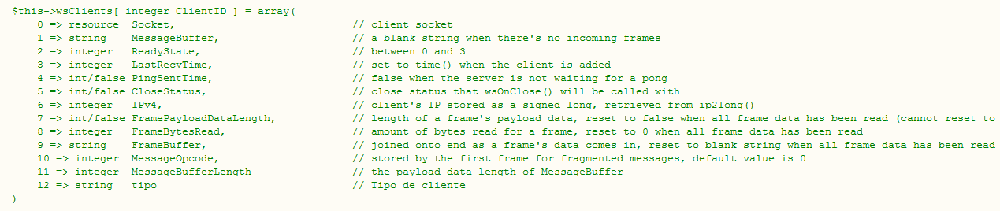 $this->wsClients[ integer ClientID ] = array(
0 => resource Socket, // client socket
1 => string MessageBuffer, // a blank string when there's no incoming frames
2 => integer ReadyState, // between 0 and 3
3 => integer LastRecvTime, // set to time() when the client is added
4 => int/false PingSentTime, // false when the server is not waiting for a pong
5 => int/false CloseStatus, // close status that wsOnClose() will be called with
6 => integer IPv4, // client's IP stored as a signed long, retrieved from ip2long()
7 => int/false FramePayloadDataLength, // length of a frame's payload data, reset to false when all frame data has been read (cannot reset to
8 => integer FrameBytesRead, // amount of bytes read for a frame, reset to 0 when all frame data has been read
9 => string FrameBuffer, // joined onto end as a frame's data comes in, reset to blank string when all frame data has been read
10 => integer MessageOpcode, // stored by the first frame for fragmented messages, default value is 0
11 => integer MessageBufferLength // the payload data length of MessageBuffer
12 => string tipo // Tipo de cliente
)